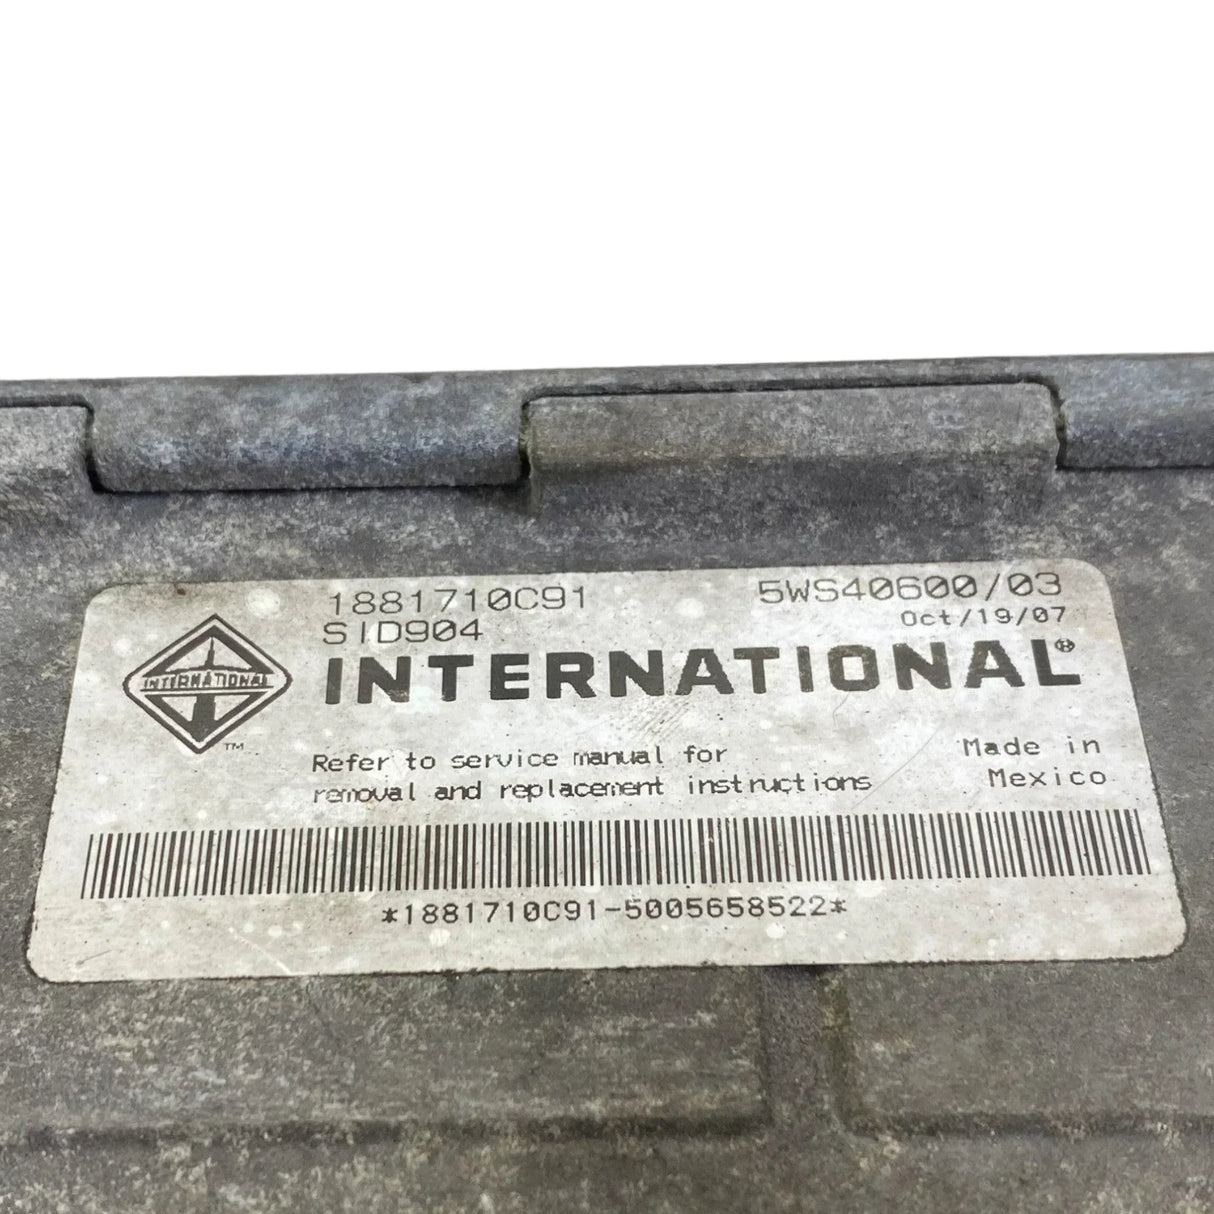 1881710C91
5WS40600/03
SID904
Oct/19/07
INTERNATIONAL
INTERNATIONAL®
™
Refer to service manual for
removal and replacement instructions
Made in
Mexico
*1881710C91-5005658522*